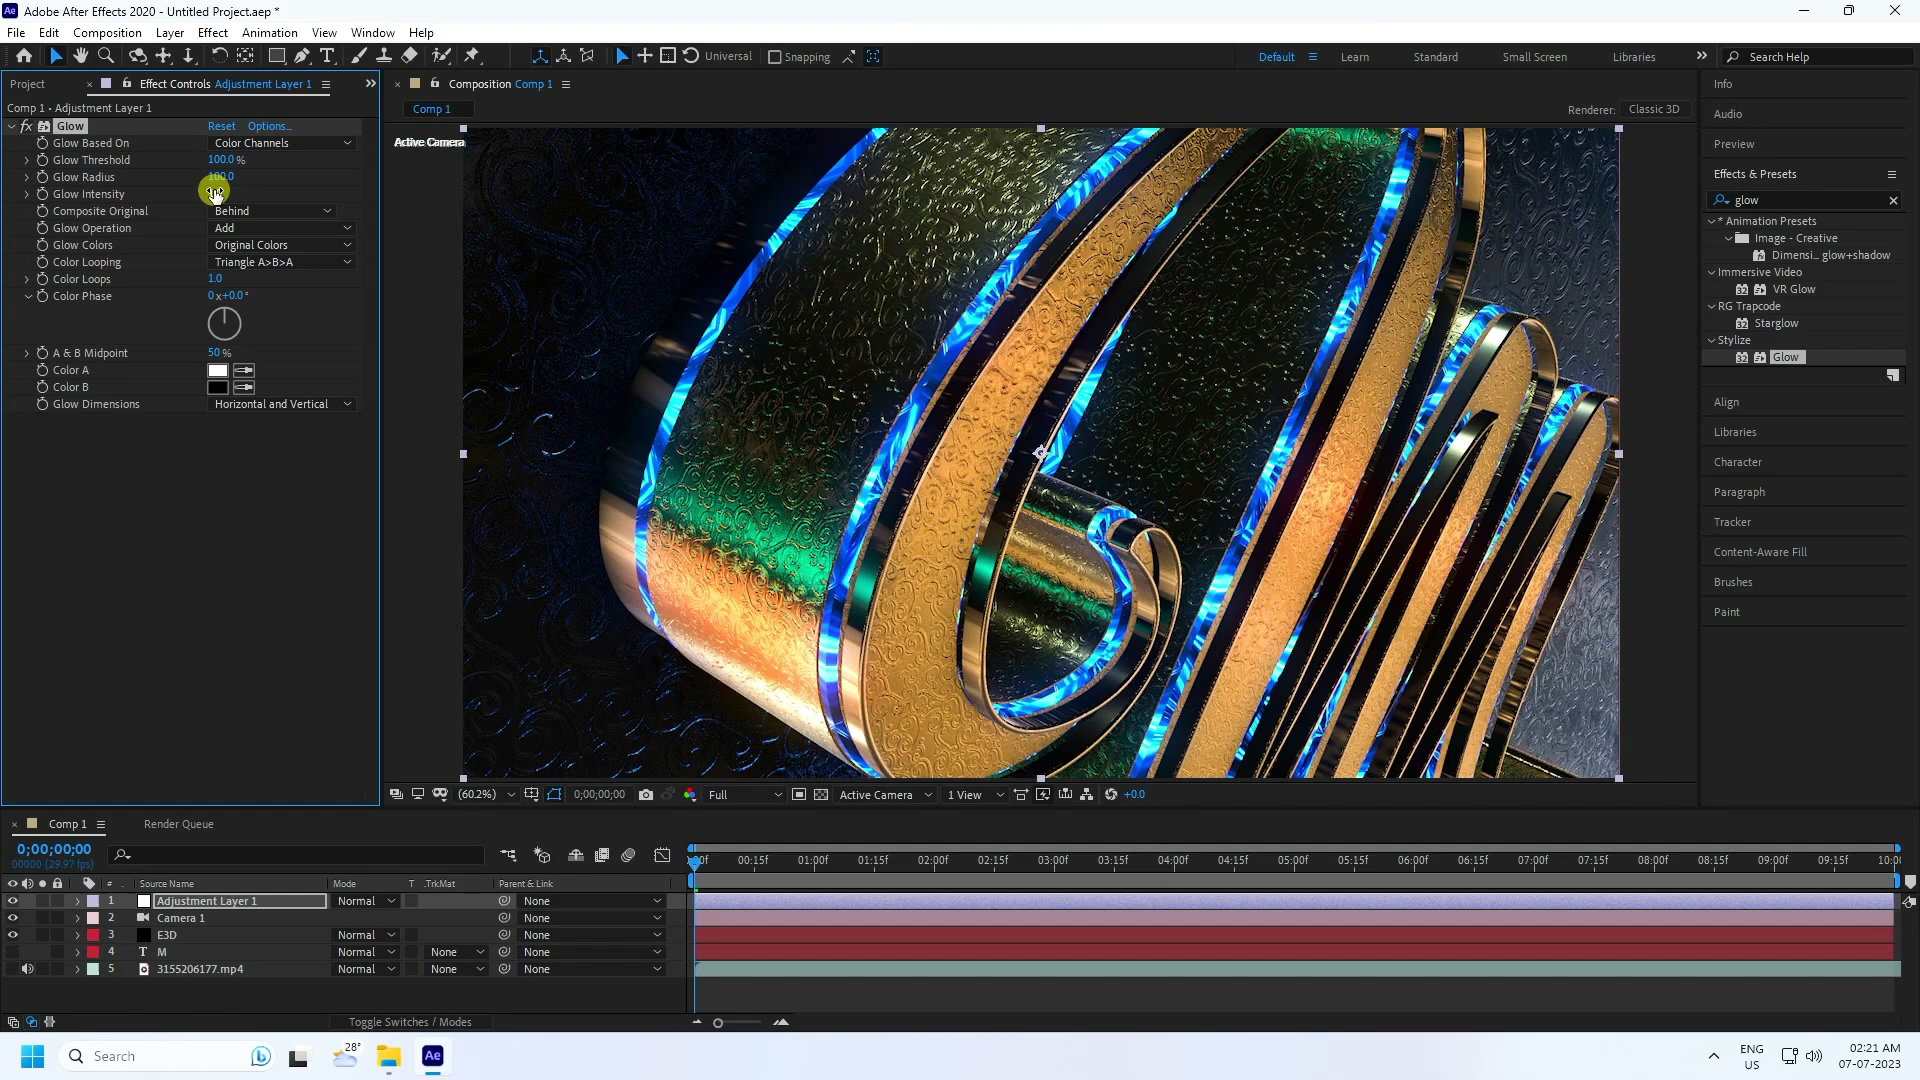 Adobe After Effects 2020 - Untitled Project.aep *
File Edit Composition Layer Effect Animation View Window Help
Universal Snapping Default Learn Standard Small Screen Libraries Search Help
Project Effect Controls Adjustment Layer 1
Composition Comp 1
Comp 1 • Adjustment Layer 1
Comp 1
Renderer: Classic 3D
Active Camera
fx Glow Reset Options...
Glow Based On Color Channels
Glow Threshold 100.0 %
Glow Radius 100.0
Glow Intensity
Composite Original Behind
Glow Operation Add
Glow Colors Original Colors
Color Looping Triangle A>B>A
Color Loops 1.0
Color Phase 0x+0.0°
A & B Midpoint 50 %
Color A
Color B
Glow Dimensions Horizontal and Vertical
Info
Audio
Preview
Effects & Presets
glow
* Animation Presets
Image - Creative
Dimensi... glow+shadow
Immersive Video
32 VR Glow
RG Trapcode
32 Starglow
Stylize
32 Glow
Align
Libraries
Character
Paragraph
Tracker
Content-Aware Fill
Brushes
Paint
(60.2%) 0;00;00;00 Full Active Camera 1 View +0.0
Comp 1 Render Queue
0;00;00;00
00000 (29.97 fps)
00:15f 01:00f 01:15f 02:00f 02:15f 03:00f 03:15f 04:00f 04:15f 05:00f 05:15f 06:00f 06:15f 07:00f 07:15f 08:00f 08:15f 09:00f 09:15f
# Source Name Mode T .TrkMat Parent & Link
1 Adjustment Layer 1 Normal None
2 Camera 1 None
3 E3D Normal None
4 T M Normal None None
5 3155206177.mp4 Normal None None
Toggle Switches / Modes
Search 28° Ae ENG US 02:21 AM 07-07-2023